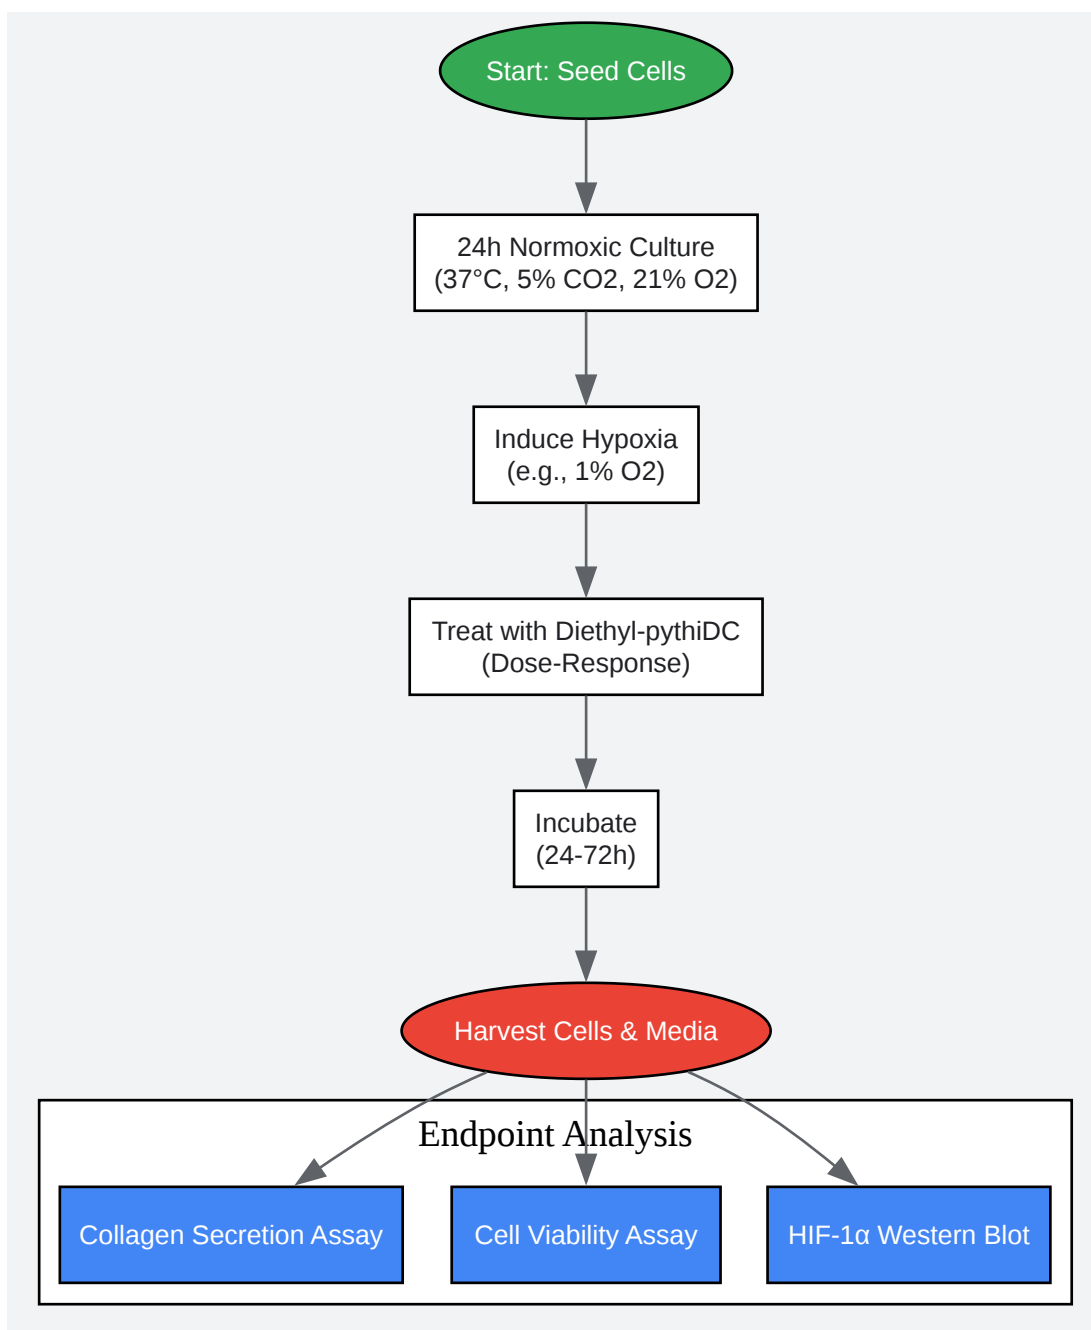 Start: Seed Cells
24h Normoxic Culture
(37°C, 5% CO2, 21% O2)
Induce Hypoxia
(e.g., 1% O2)
Treat with Diethyl-pythiDC
(Dose-Response)
Incubate
(24-72h)
Harvest Cells & Media
Endpoint Analysis
Collagen Secretion Assay
Cell Viability Assay
HIF-1α Western Blot